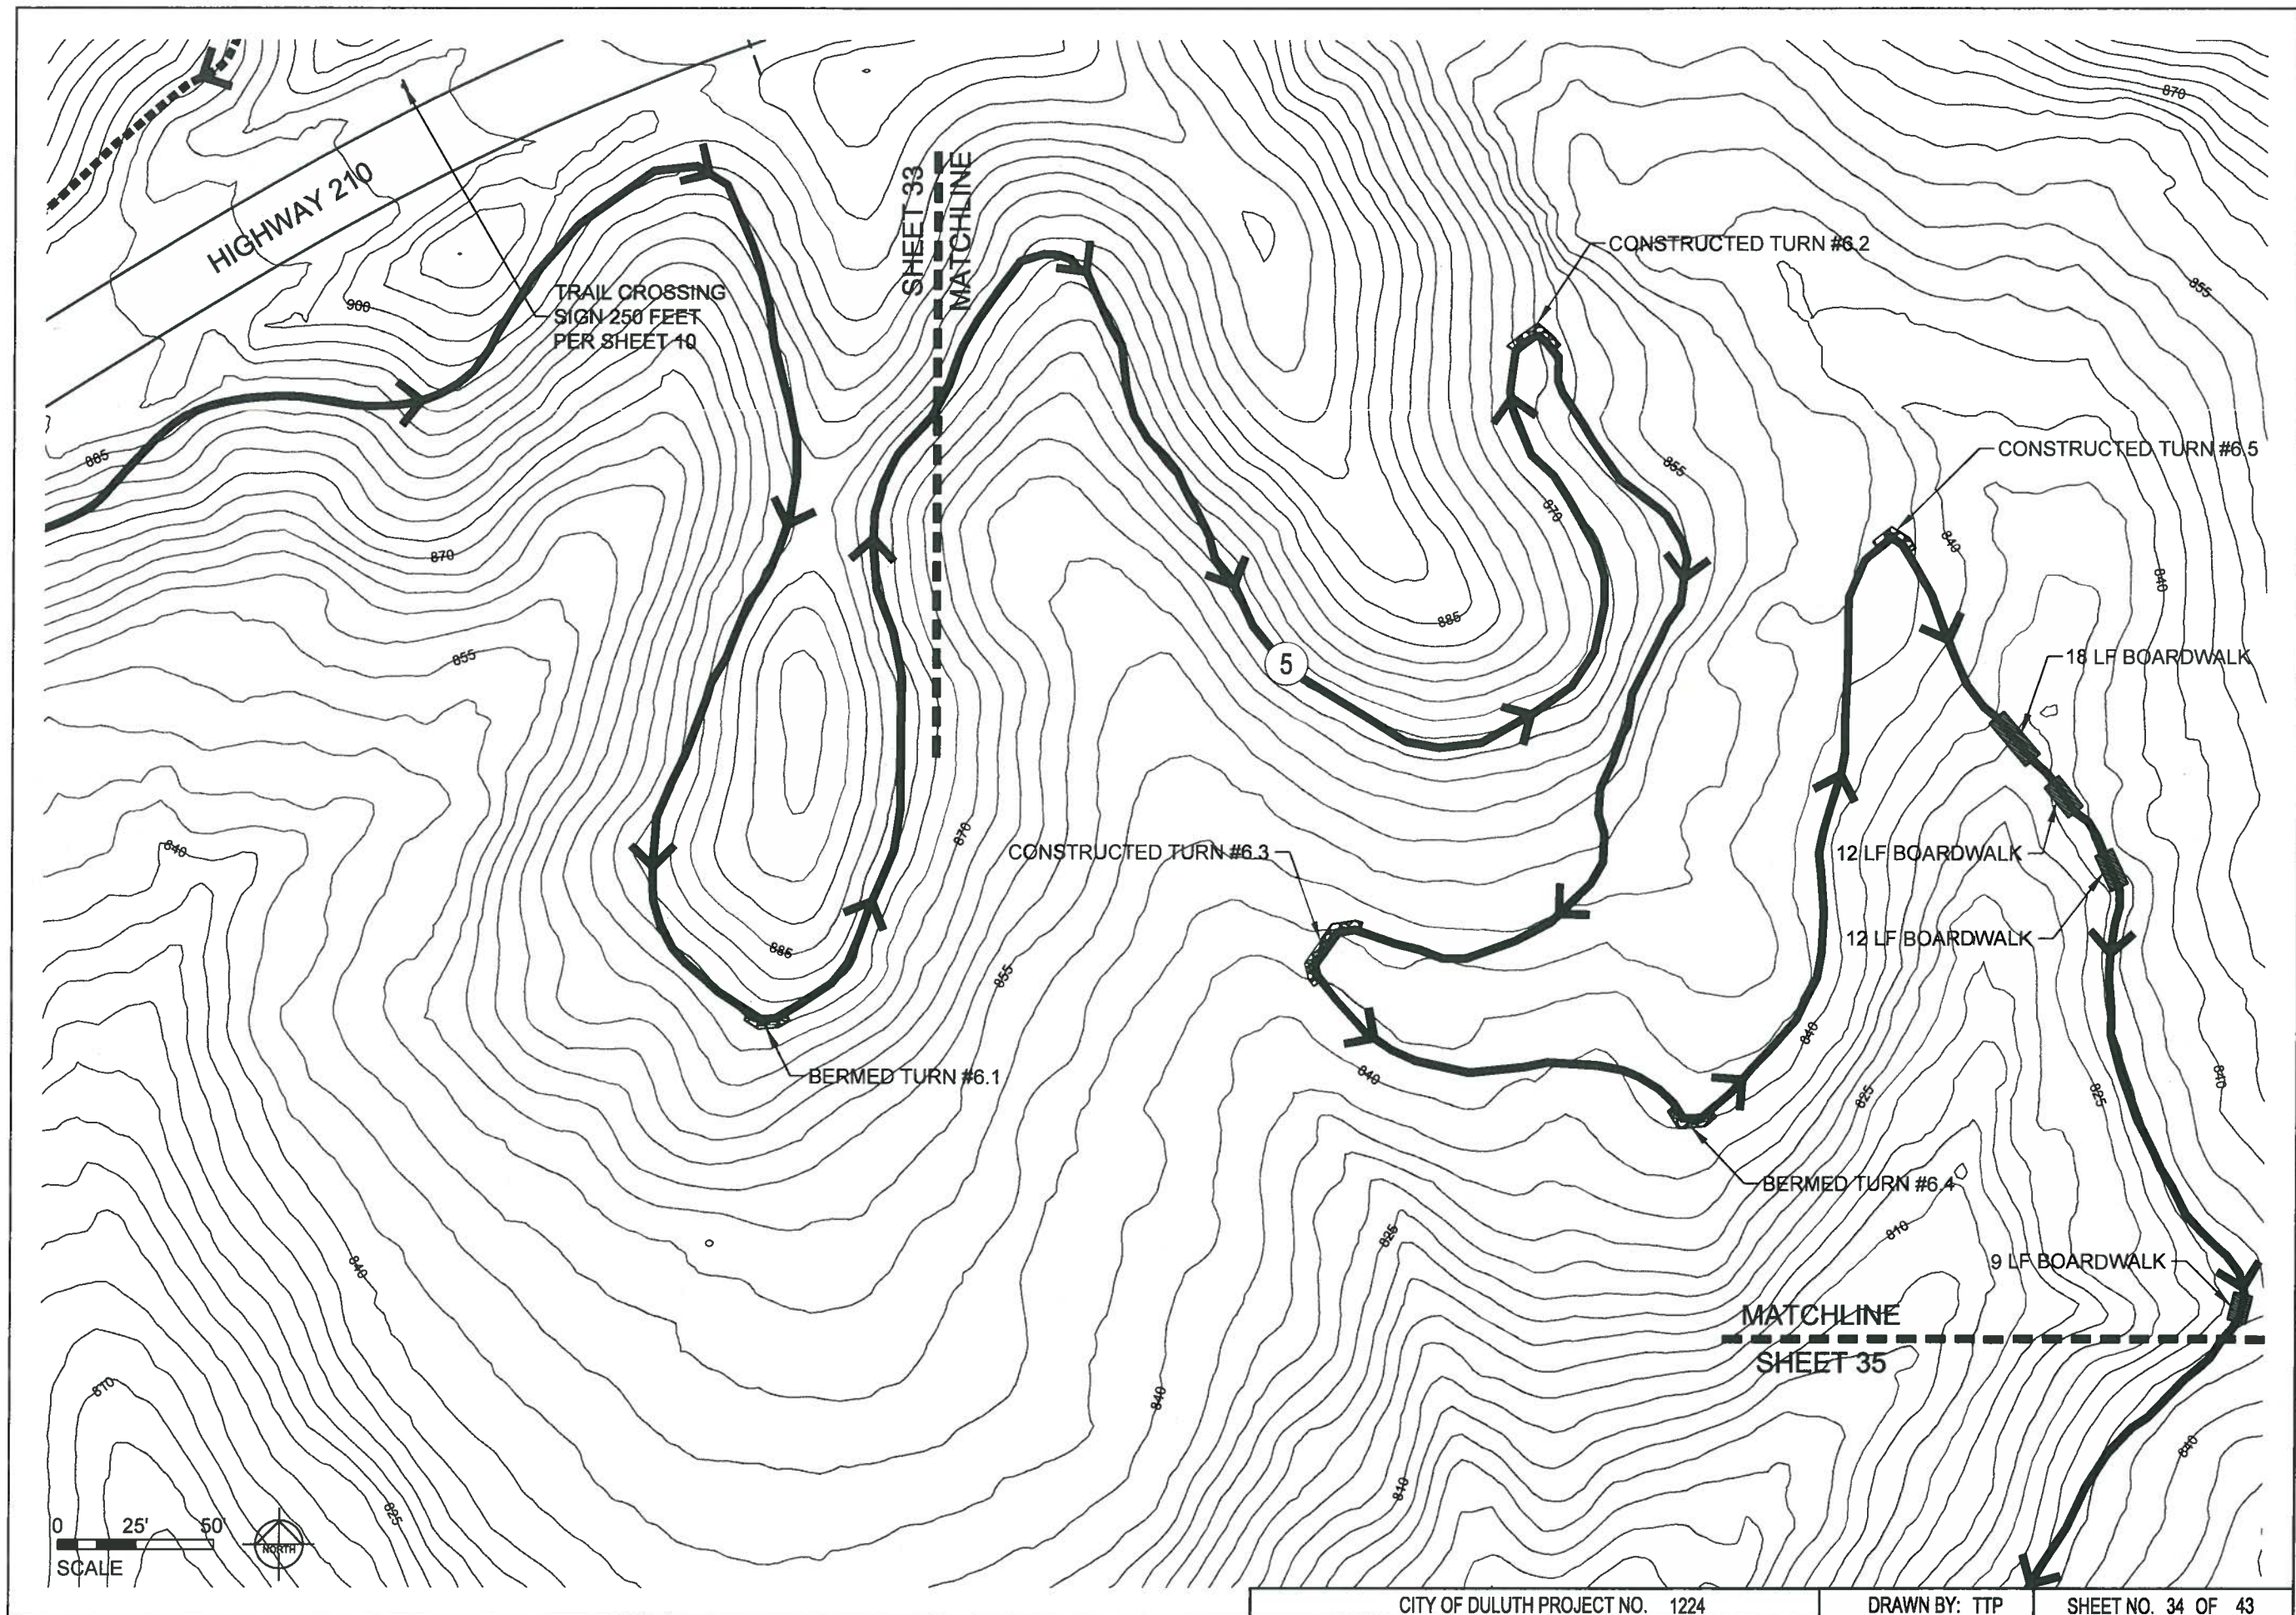 870
HIGHWAY 210
TRAIL CROSSING
SIGN 250 FEET
PER SHEET 10
900
SHEET 33
MATCHLINE
CONSTRUCTED TURN #6.2
855
885
870
855
CONSTRUCTED TURN #6.5
855
870
840
840
885
5
18 LF BOARDWALK
840
870
CONSTRUCTED TURN #6.3
12 LF BOARDWALK
885
855
12 LF BOARDWALK
BERMED TURN #6.1
840
840
825
825
840
BERMED TURN #6.4
825
810
840
9 LF BOARDWALK
MATCHLINE
SHEET 35
810
840
840
810
825
0 25' 50'
SCALE
NORTH
CITY OF DULUTH PROJECT NO. 1224
DRAWN BY: TTP
SHEET NO. 34 OF 43